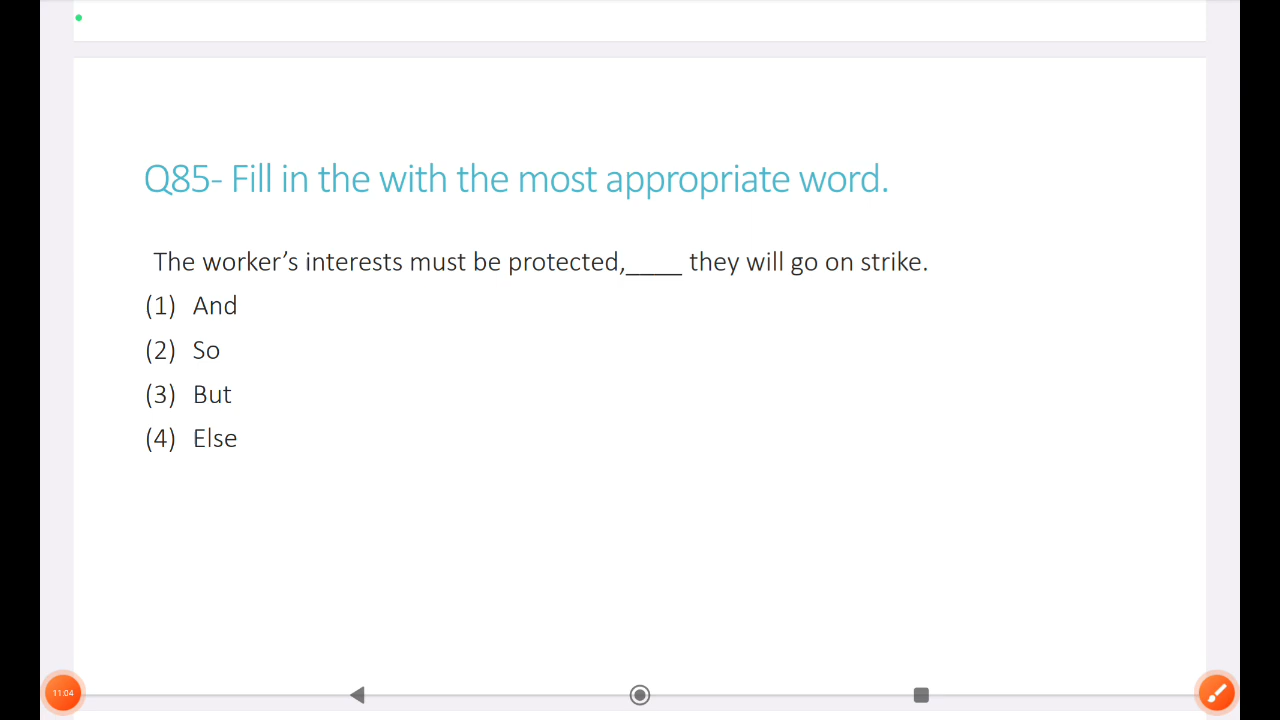 Q85- Fill in the with the most appropriate word.
The worker’s interests must be protected,____ they will go on strike.
(1) And
(2) So
(3) But
(4) Else
11:04